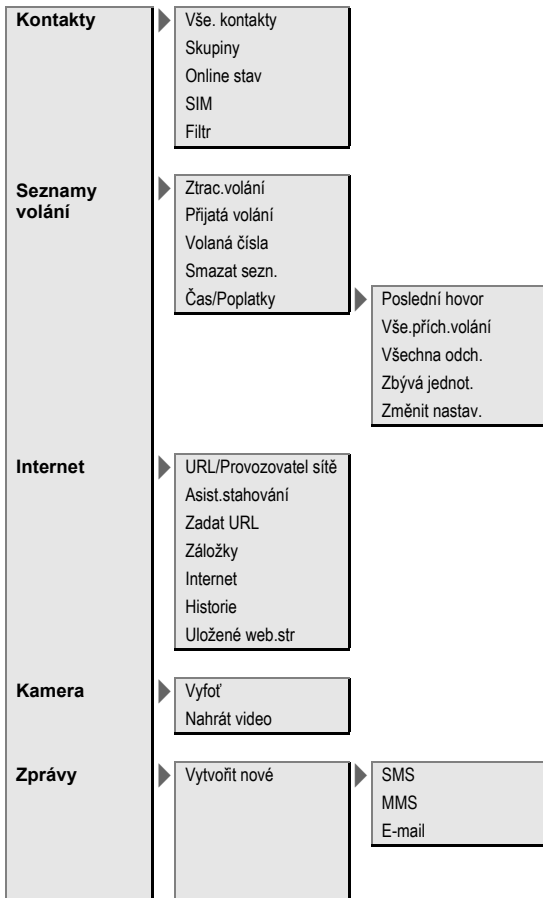 Kontakty
Vše. kontakty
Skupiny
Online stav
SIM
Filtr
Seznamy
volání
Ztrac.volání
Přijatá volání
Volaná čísla
Smazat sezn.
Čas/Poplatky
Poslední hovor
Vše.přích.volání
Všechna odch.
Zbývá jednot.
Změnit nastav.
Internet
URL/Provozovatel sítě
Asist.stahování
Zadat URL
Záložky
Internet
Historie
Uložené web.str
Kamera
Vyfoť
Nahrát video
Zprávy
Vytvořit nové
SMS
MMS
E-mail